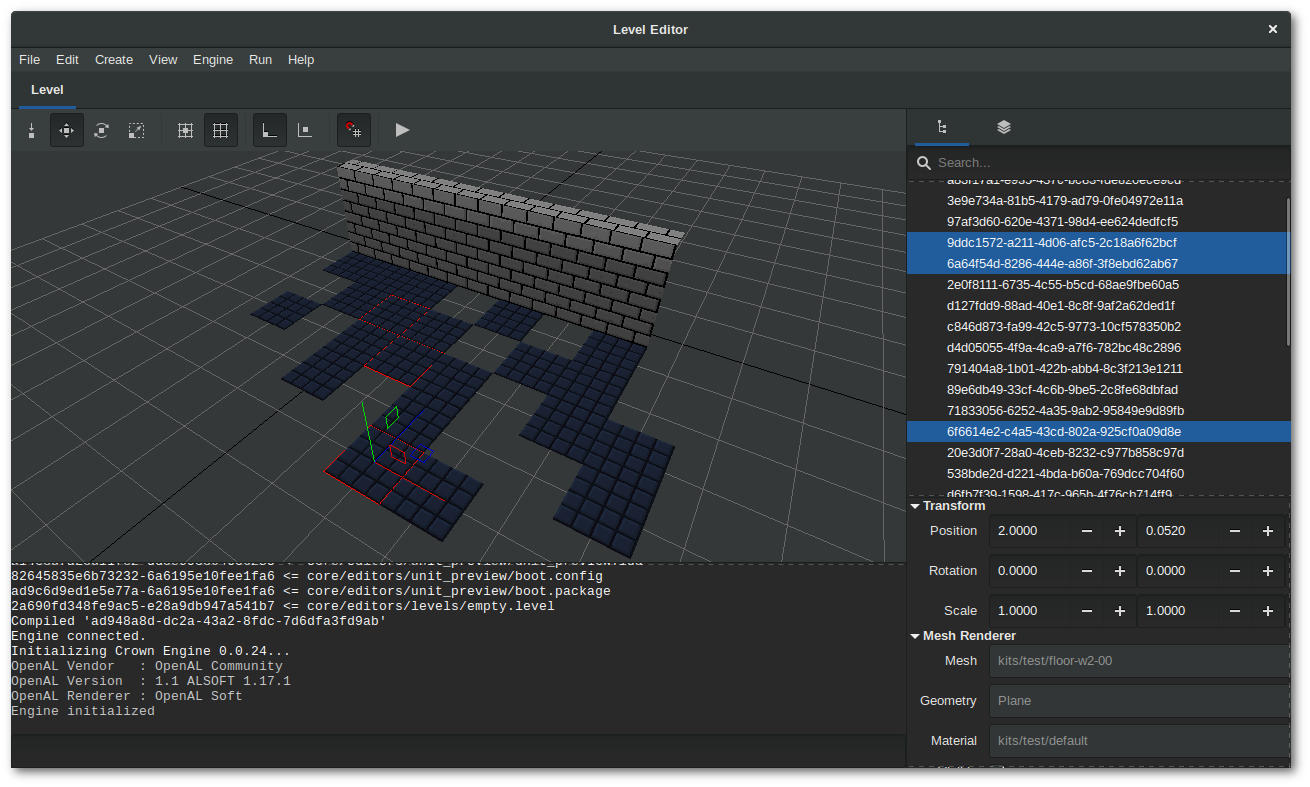 Level Editor
File Edit Create View Engine Run Help
Level
Search...
3e9e734a-81b5-4179-ad79-0fe04972e11a
97af3d60-620e-4371-98d4-ee624dedfcf5
9ddc1572-a211-4d06-afc5-2c18a6f62bcf
6a64f54d-8286-444e-a86f-3f8ebd62ab67
2e0f8111-6735-4c55-b5cd-68ae9fbe60a5
d127fdd9-88ad-40e1-8c8f-9af2a62ded1f
c846d873-fa99-42c5-9773-10cf578350b2
d4d05055-4f9a-4ca9-a7f6-782bc48c2896
791404a8-1b01-422b-abb4-8c3f213e1211
89e6db49-33cf-4c6b-9be5-2c8fe68dbfad
71833056-6252-4a35-9ab2-95849e9d89fb
6f6614e2-c4a5-43cd-802a-925cf0a09d8e
20e3d0f7-28a0-4ceb-8232-c977b858c97d
538bde2d-d221-4bda-b60a-769dcc704f60
d6fb7f39-1598-417c-965b-4f76cb714ff9
Transform
Position 2.0000 0.0520
Rotation 0.0000 0.0000
Scale 1.0000 1.0000
Mesh Renderer
Mesh kits/test/floor-w2-00
Geometry Plane
Material kits/test/default
82645835e6b73232-6a6195e10fee1fa6 <= core/editors/unit_preview/boot.config
ad9c6d9ed1e5e77a-6a6195e10fee1fa6 <= core/editors/unit_preview/boot.package
2a690fd348fe9ac5-e28a9db947a541b7 <= core/editors/levels/empty.level
Compiled 'ad948a8d-dc2a-43a2-8fdc-7d6dfa3fd9ab'
Engine connected.
Initializing Crown Engine 0.0.24...
OpenAL Vendor   : OpenAL Community
OpenAL Version  : 1.1 ALSOFT 1.17.1
OpenAL Renderer : OpenAL Soft
Engine initialized